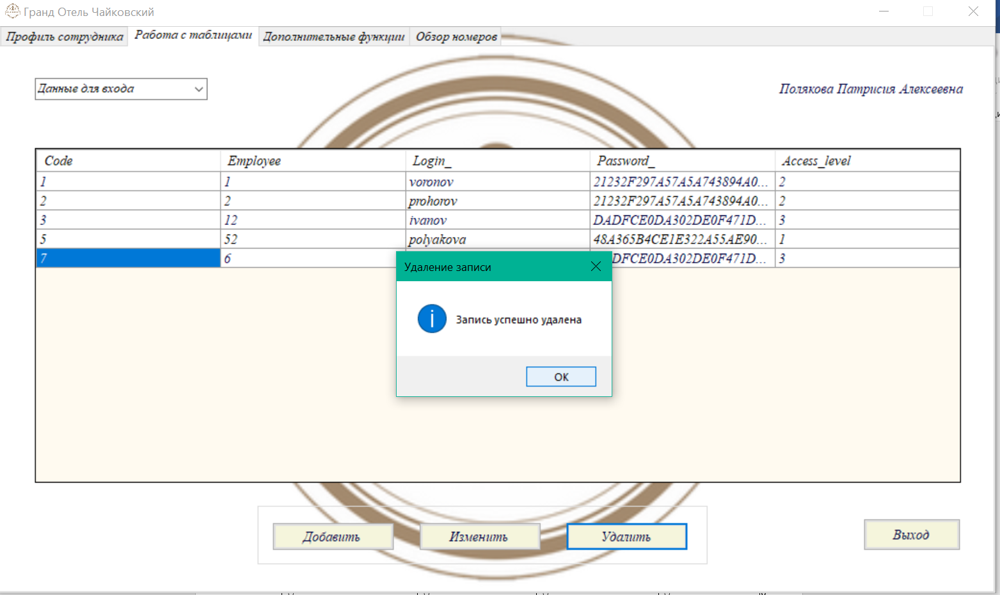 Гранд Отель Чайковский
Профиль сотрудника Работа с таблицами Дополнительные функции Обзор номеров
Данные для входа
Полякова Патрисия Алексеевна
Code Employee Login_ Password_ Access_level
1 1 voronov 21232F297A57A5A743894A0... 2
2 2 prohorov 21232F297A57A5A743894A0... 2
3 12 ivanov DADFCE0DA302DE0F471D... 3
5 52 polyakova 48A365B4CE1E322A55AE90... 1
7 6 DFCE0DA302DE0F471D... 3
Удаление записи
Запись успешно удалена
OK
Добавить Изменить Удалить Выход